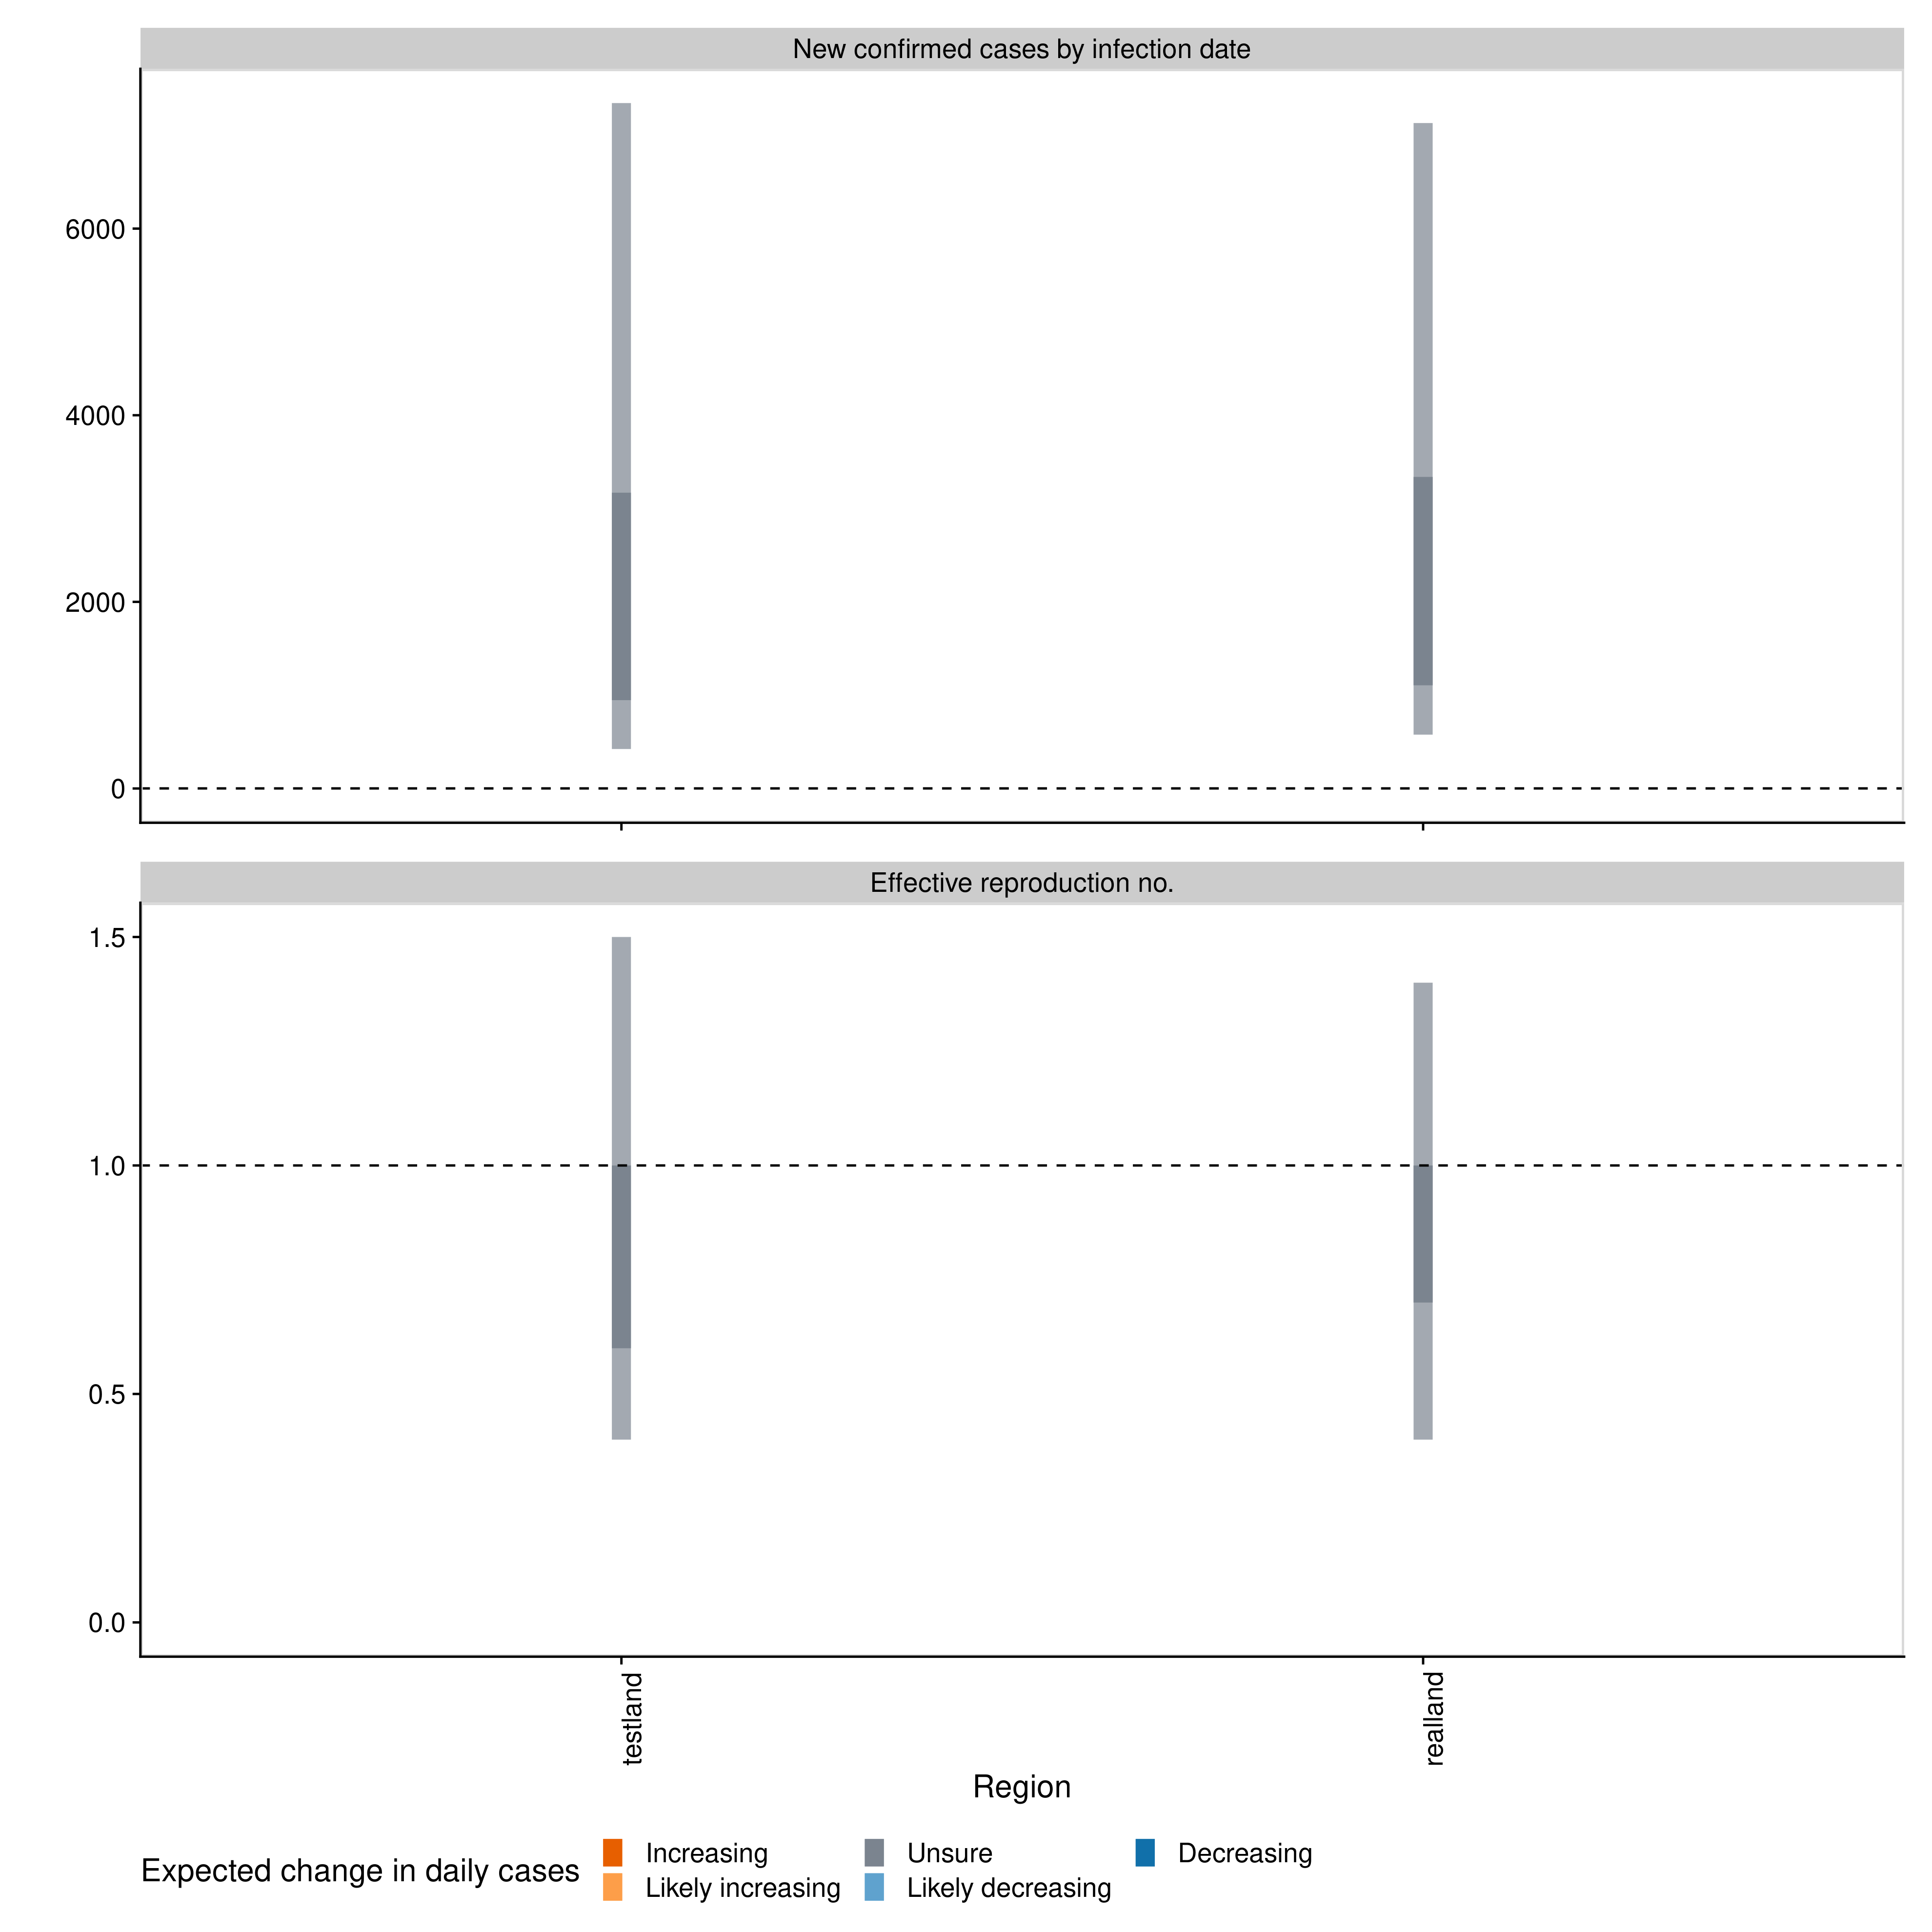 New confirmed cases by infection date
6000
4000
2000
0
Effective reproduction no.
1.5
1.0
0.5
0.0
testland
realland
Region
Expected change in daily cases
Increasing
Likely increasing
Unsure
Likely decreasing
Decreasing